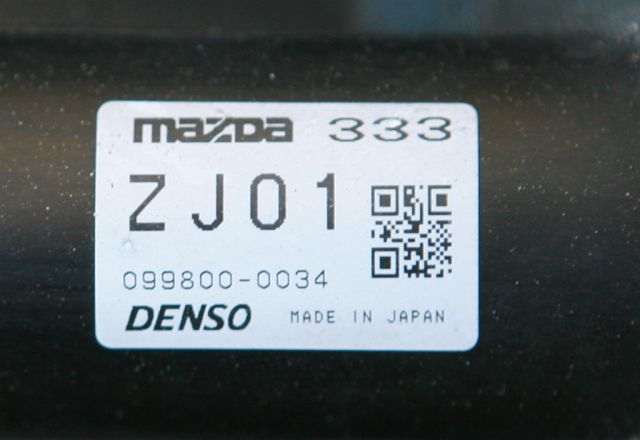 mazda 333
ZJ01
099800-0034
DENSO MADE IN JAPAN